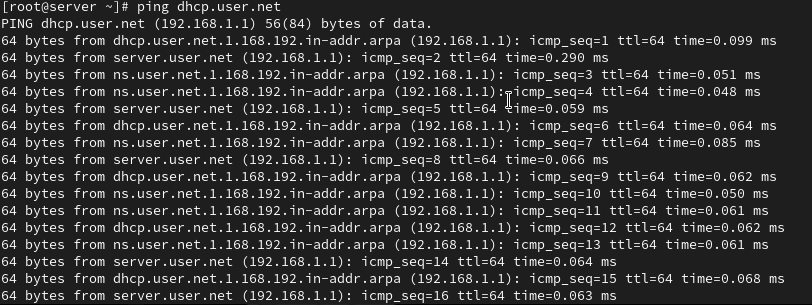 [root@server ~]# ping dhcp.user.net
PING dhcp.user.net (192.168.1.1) 56(84) bytes of data.
64 bytes from dhcp.user.net.1.168.192.in-addr.arpa (192.168.1.1): icmp_seq=1 ttl=64 time=0.099 ms
64 bytes from server.user.net (192.168.1.1): icmp_seq=2 ttl=64 time=0.290 ms
64 bytes from ns.user.net.1.168.192.in-addr.arpa (192.168.1.1): icmp_seq=3 ttl=64 time=0.051 ms
64 bytes from ns.user.net.1.168.192.in-addr.arpa (192.168.1.1): icmp_seq=4 ttl=64 time=0.048 ms
64 bytes from server.user.net (192.168.1.1): icmp_seq=5 ttl=64 time=0.059 ms
64 bytes from dhcp.user.net.1.168.192.in-addr.arpa (192.168.1.1): icmp_seq=6 ttl=64 time=0.064 ms
64 bytes from ns.user.net.1.168.192.in-addr.arpa (192.168.1.1): icmp_seq=7 ttl=64 time=0.085 ms
64 bytes from server.user.net (192.168.1.1): icmp_seq=8 ttl=64 time=0.066 ms
64 bytes from dhcp.user.net.1.168.192.in-addr.arpa (192.168.1.1): icmp_seq=9 ttl=64 time=0.062 ms
64 bytes from ns.user.net.1.168.192.in-addr.arpa (192.168.1.1): icmp_seq=10 ttl=64 time=0.050 ms
64 bytes from ns.user.net.1.168.192.in-addr.arpa (192.168.1.1): icmp_seq=11 ttl=64 time=0.061 ms
64 bytes from dhcp.user.net.1.168.192.in-addr.arpa (192.168.1.1): icmp_seq=12 ttl=64 time=0.062 ms
64 bytes from ns.user.net.1.168.192.in-addr.arpa (192.168.1.1): icmp_seq=13 ttl=64 time=0.061 ms
64 bytes from server.user.net (192.168.1.1): icmp_seq=14 ttl=64 time=0.064 ms
64 bytes from dhcp.user.net.1.168.192.in-addr.arpa (192.168.1.1): icmp_seq=15 ttl=64 time=0.068 ms
64 bytes from server.user.net (192.168.1.1): icmp_seq=16 ttl=64 time=0.063 ms